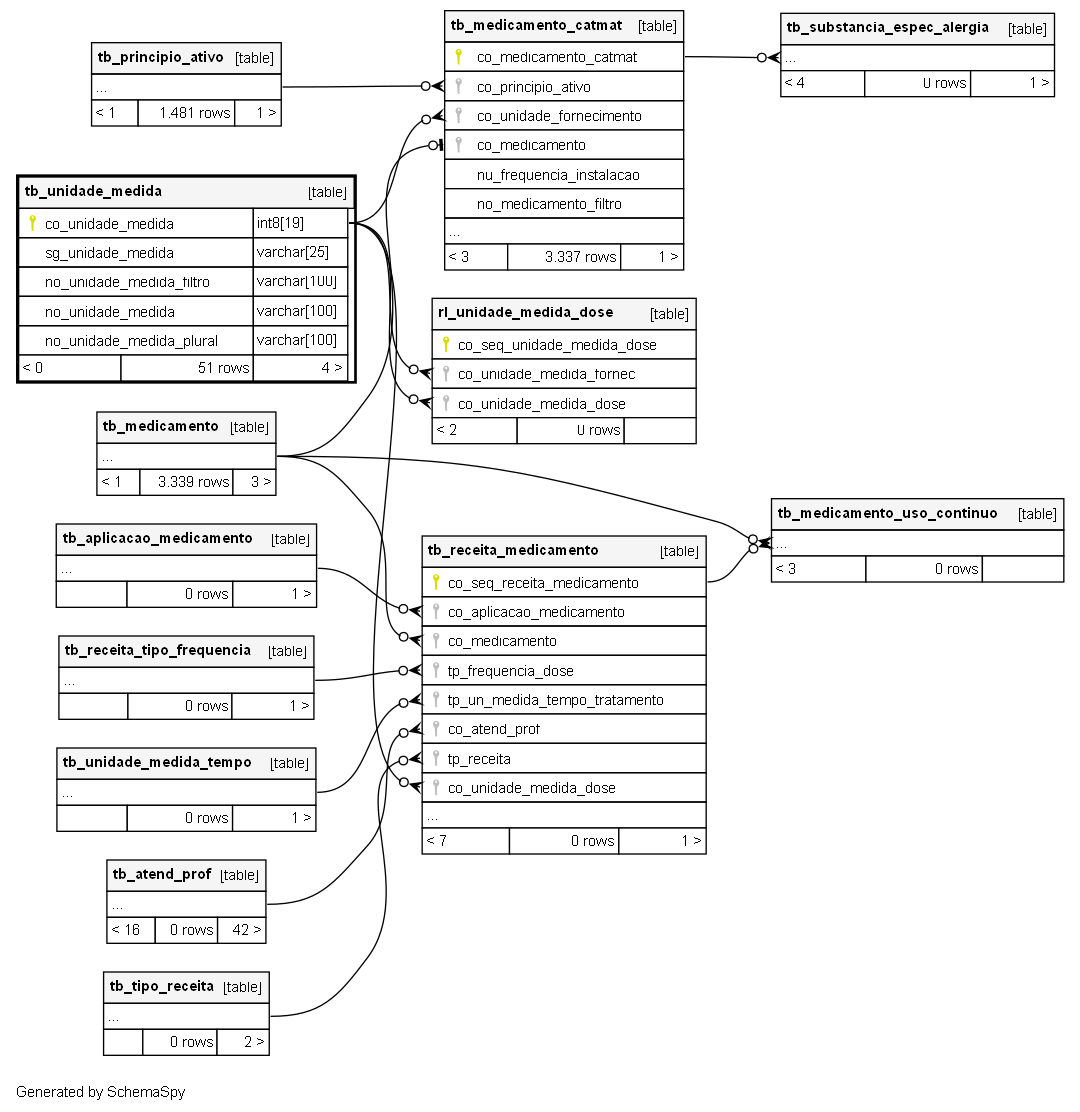 tb_medicamento_catmat [table]
co_medicamento_catmat
co_principio_ativo
co_unidade_fornecimento
co_medicamento
nu_frequencia_instalacao
no_medicamento_filtro
...
< 3 3.337 rows 1 >
tb_substancia_espec_alergia [table]
...
< 4 0 rows 1 >
tb_principio_ativo [table]
...
< 1 1.481 rows 1 >
tb_unidade_medida [table]
co_unidade_medida int8[19]
sg_unidade_medida varchar[25]
no_unidade_medida_filtro varchar[100]
no_unidade_medida varchar[100]
no_unidade_medida_plural varchar[100]
< 0 51 rows 4 >
rl_unidade_medida_dose [table]
co_seq_unidade_medida_dose
co_unidade_medida_fornec
co_unidade_medida_dose
< 2 0 rows
tb_medicamento [table]
...
< 1 3.339 rows 3 >
tb_medicamento_uso_continuo [table]
...
< 3 0 rows
tb_aplicacao_medicamento [table]
...
0 rows 1 >
tb_receita_medicamento [table]
co_seq_receita_medicamento
co_aplicacao_medicamento
co_medicamento
tp_frequencia_dose
tp_un_medida_tempo_tratamento
co_atend_prof
tp_receita
co_unidade_medida_dose
...
< 7 0 rows 1 >
tb_receita_tipo_frequencia [table]
...
0 rows 1 >
tb_unidade_medida_tempo [table]
...
0 rows 1 >
tb_atend_prof [table]
...
< 16 0 rows 42 >
tb_tipo_receita [table]
...
0 rows 2 >
Generated by SchemaSpy